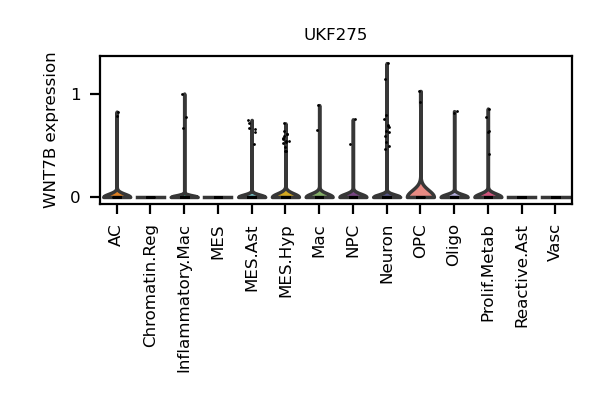 UKF275
WNT7B expression
1
0
AC
Chromatin.Reg
Inflammatory.Mac
MES
MES.Ast
MES.Hyp
Mac
NPC
Neuron
OPC
Oligo
Prolif.Metab
Reactive.Ast
Vasc